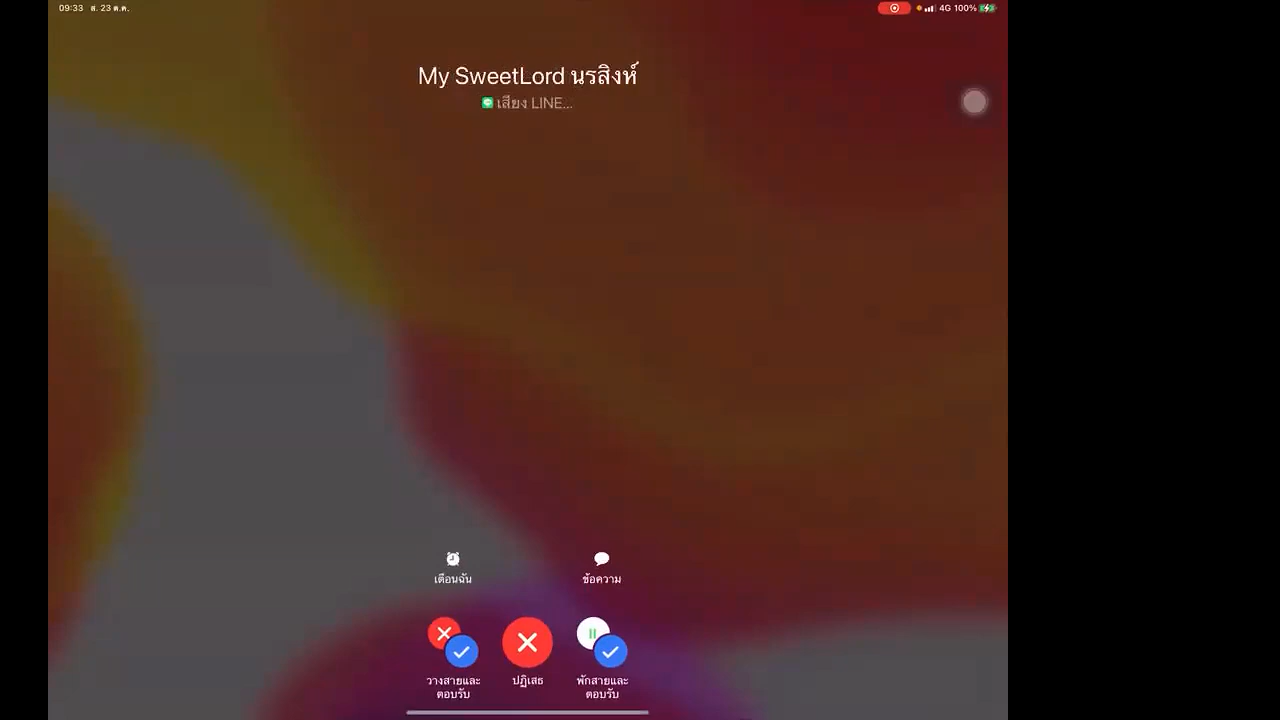 09:33 ส. 23 ต.ค.
4G 100%
My SweetLord นรสิงห์
เสียง LINE...
เตือนฉัน
ข้อความ
วางสายและ
ตอบรับ
ปฏิเสธ
พักสายและ
ตอบรับ